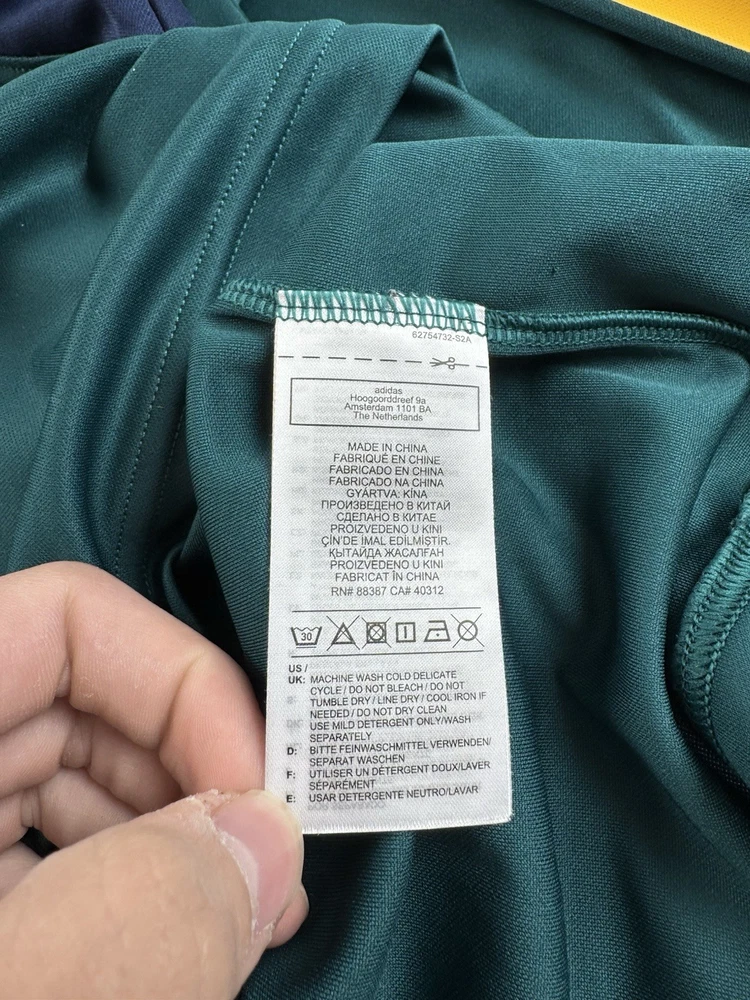 62754732-S2A
adidas
Hoogoorddreef 9a
Amsterdam 1101 BA
The Netherlands
MADE IN CHINA
FABRIQUÉ EN CHINE
FABRICADO EN CHINA
FABRICADO NA CHINA
GYÁRTVA: KÍNA
ПРОИЗВЕДЕНО В КИТАЙ
СДЕЛАНО В КИТАЕ
PROIZVEDENO U KINI
ÇİN'DE İMAL EDİLMİŞTİR.
ҚЫТАЙДА ЖАСАЛҒАН
PROIZVEDENO U KINI
FABRICAT ÎN CHINA
RN# 88387 CA# 40312
30
US /
UK: MACHINE WASH COLD DELICATE
CYCLE / DO NOT BLEACH / DO NOT
TUMBLE DRY / LINE DRY / COOL IRON IF
NEEDED / DO NOT DRY CLEAN
USE MILD DETERGENT ONLY/WASH
SEPARATELY
D: BITTE FEINWASCHMITTEL VERWENDEN/
SEPARAT WASCHEN
F: UTILISER UN DÉTERGENT DOUX/LAVER
SÉPARÉMENT
E: USAR DETERGENTE NEUTRO/LAVAR